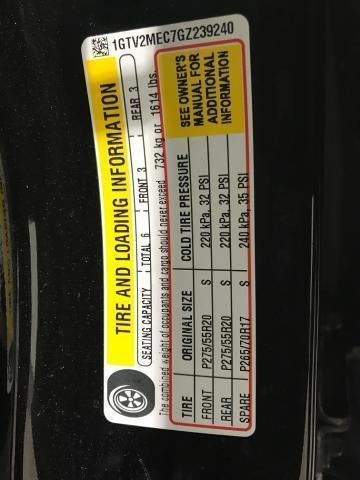 1GTV2MEC7GZ239240
TIRE AND LOADING INFORMATION
SEATING CAPACITY TOTAL 6 FRONT 3 REAR 3
The combined weight of occupants and cargo should never exceed 732 kg or 1614 lbs.
TIRE ORIGINAL SIZE COLD TIRE PRESSURE
FRONT P275/55R20 S 220 kPa, 32 PSI
REAR P275/55R20 S 220 kPa, 32 PSI
SPARE P265/70R17 S 240 kPa, 35 PSI
SEE OWNER'S
MANUAL FOR
ADDITIONAL
INFORMATION